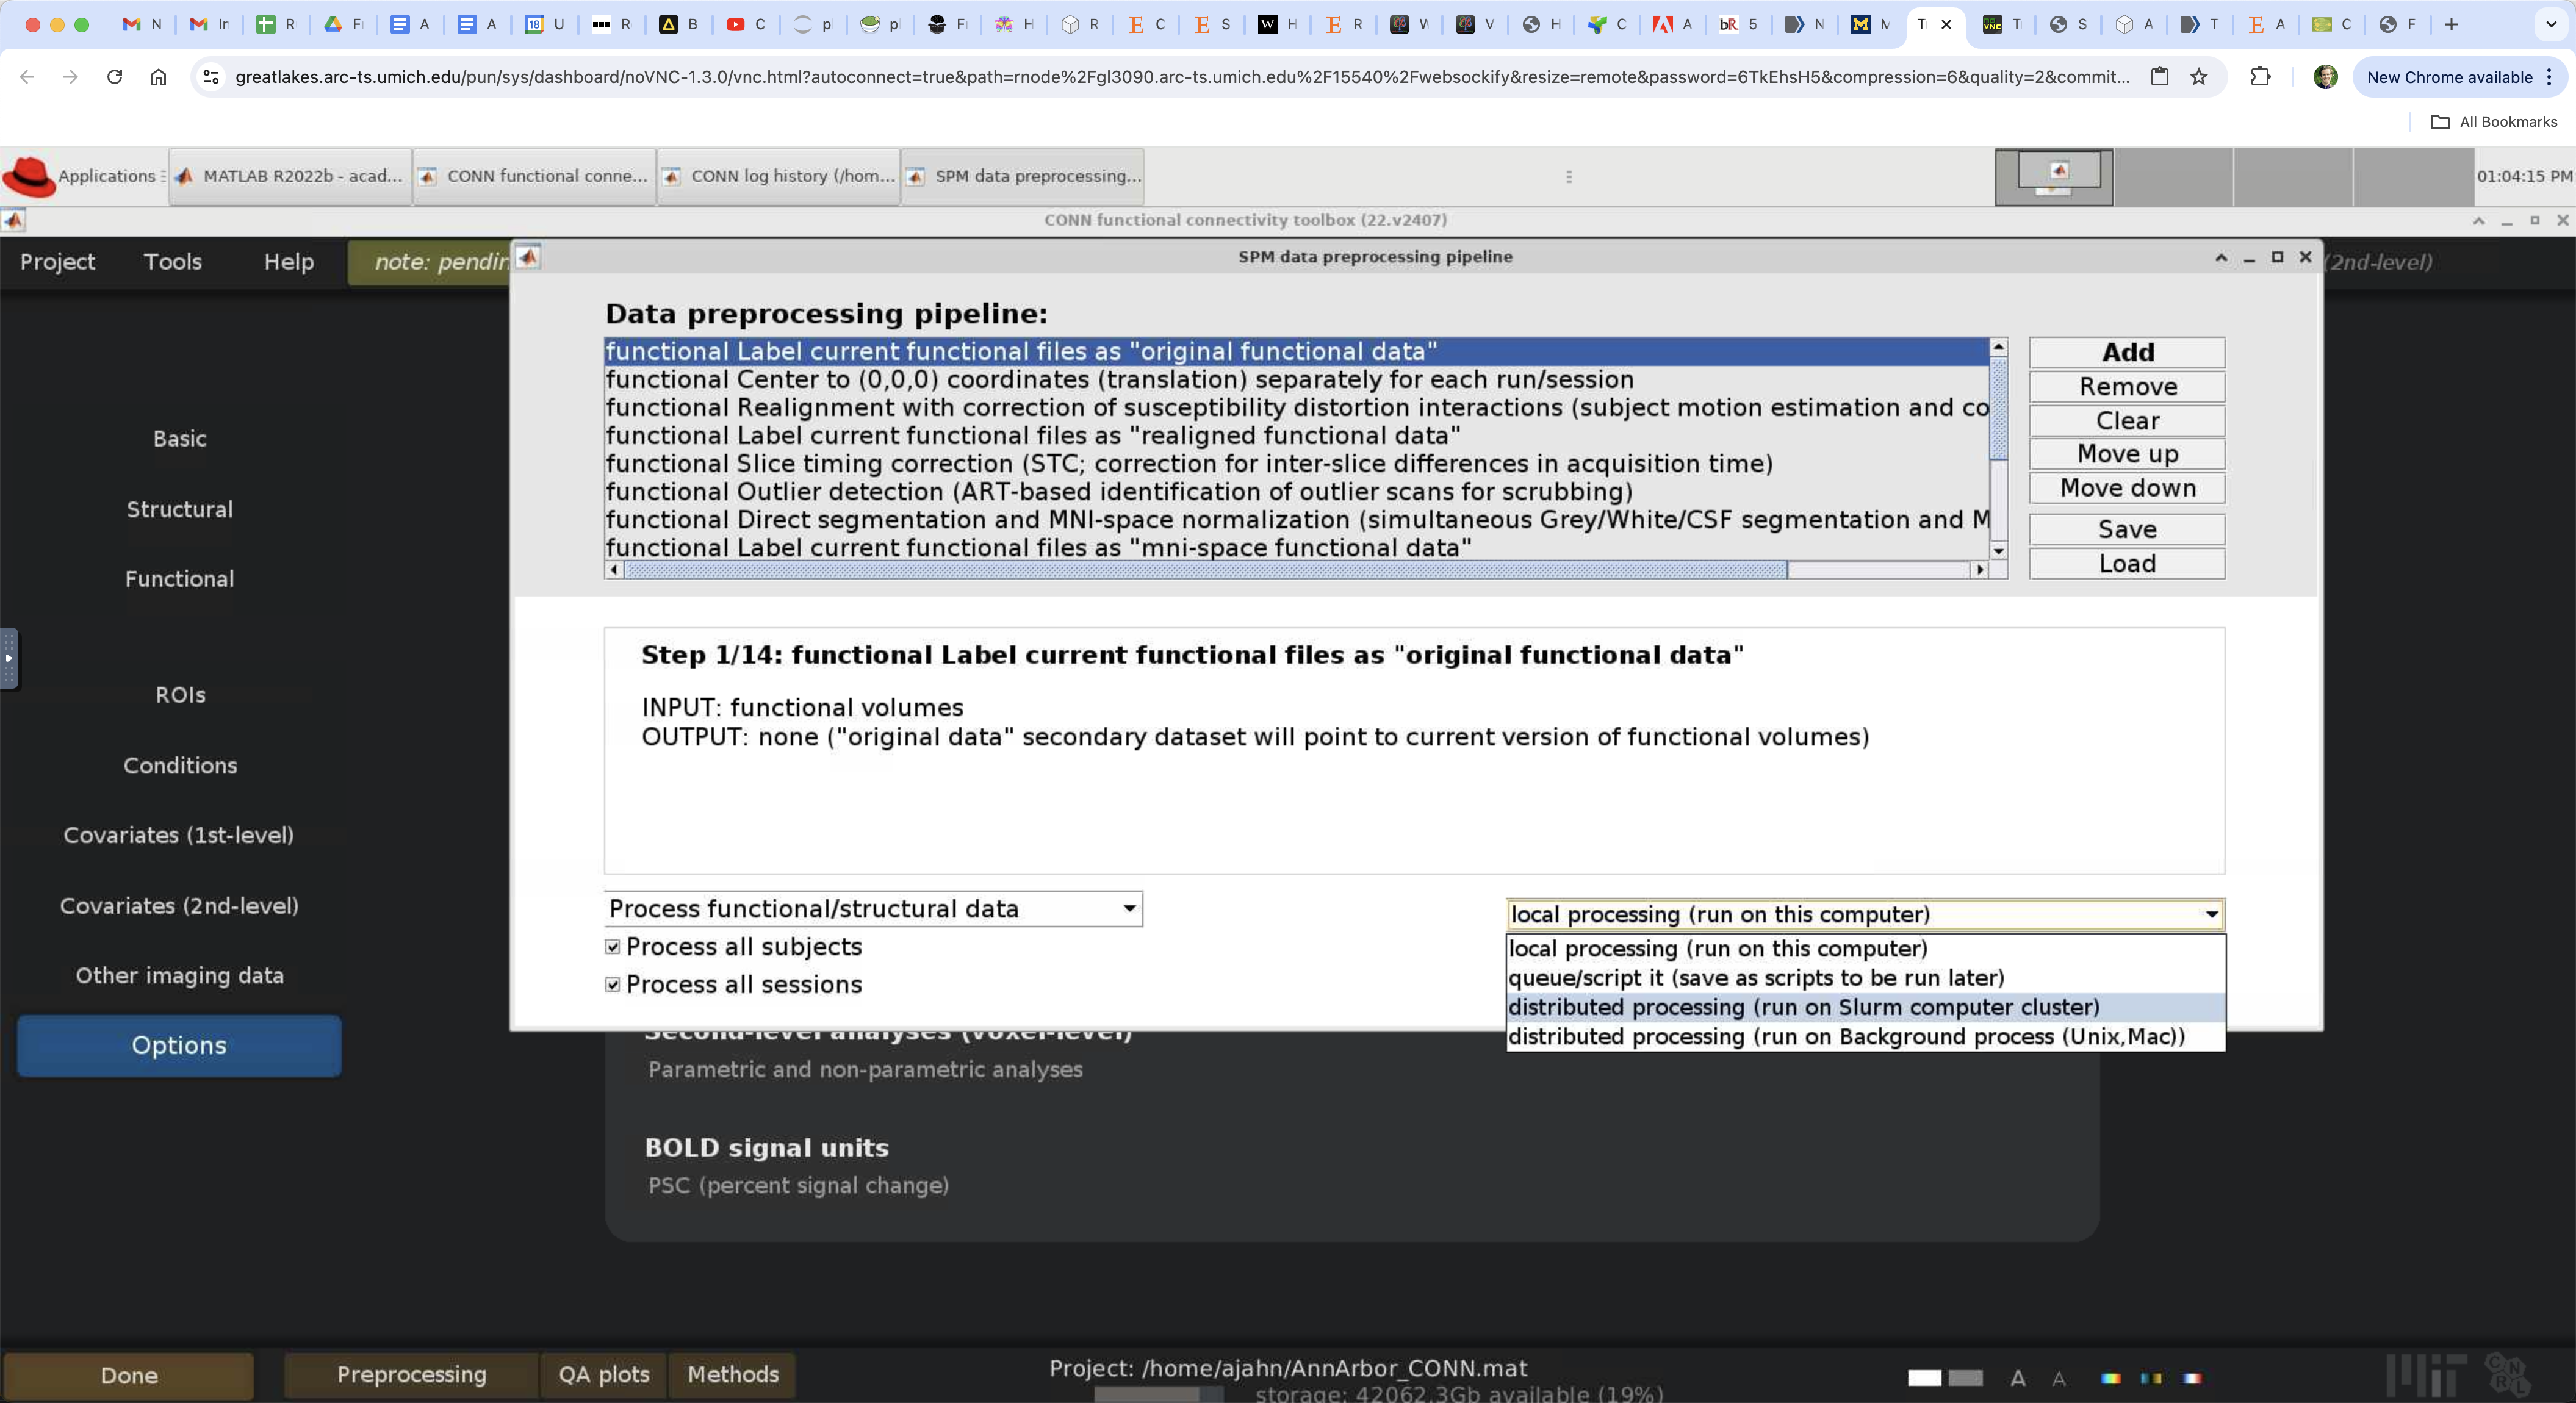 N In R Fi A A 18 U R B C pl pl Fi H R C S W H R W V H C A bR 5 N M T × VNC T S A T A C F +
greatlakes.arc-ts.umich.edu/pun/sys/dashboard/noVNC-1.3.0/vnc.html?autoconnect=true&path=rnode%2Fgl3090.arc-ts.umich.edu%2F15540%2Fwebsockify&resize=remote&password=6TkEhsH5&compression=6&quality=2&commit... New Chrome available
All Bookmarks
Applications MATLAB R2022b - acad... CONN functional conne... CONN log history (/hom... SPM data preprocessing... 01:04:15 PM
CONN functional connectivity toolbox (22.v2407)
Project Tools Help note: pendin (2nd-level)
SPM data preprocessing pipeline
Data preprocessing pipeline:
functional Label current functional files as "original functional data"
functional Center to (0,0,0) coordinates (translation) separately for each run/session
functional Realignment with correction of susceptibility distortion interactions (subject motion estimation and co
functional Label current functional files as "realigned functional data"
functional Slice timing correction (STC; correction for inter-slice differences in acquisition time)
functional Outlier detection (ART-based identification of outlier scans for scrubbing)
functional Direct segmentation and MNI-space normalization (simultaneous Grey/White/CSF segmentation and M
functional Label current functional files as "mni-space functional data"
Add
Remove
Clear
Move up
Move down
Save
Load
Step 1/14: functional Label current functional files as "original functional data"
INPUT: functional volumes
OUTPUT: none ("original data" secondary dataset will point to current version of functional volumes)
Process functional/structural data
Process all subjects
Process all sessions
local processing (run on this computer)
local processing (run on this computer)
queue/script it (save as scripts to be run later)
distributed processing (run on Slurm computer cluster)
distributed processing (run on Background process (Unix,Mac))
Basic
Structural
Functional
ROIs
Conditions
Covariates (1st-level)
Covariates (2nd-level)
Other imaging data
Options
Second-level analyses (voxel-level)
Parametric and non-parametric analyses
BOLD signal units
PSC (percent signal change)
Done Preprocessing QA plots Methods
Project: /home/ajahn/AnnArbor_CONN.mat
storage: 42062.3Gb available (19%)
A A
MIT CNRL